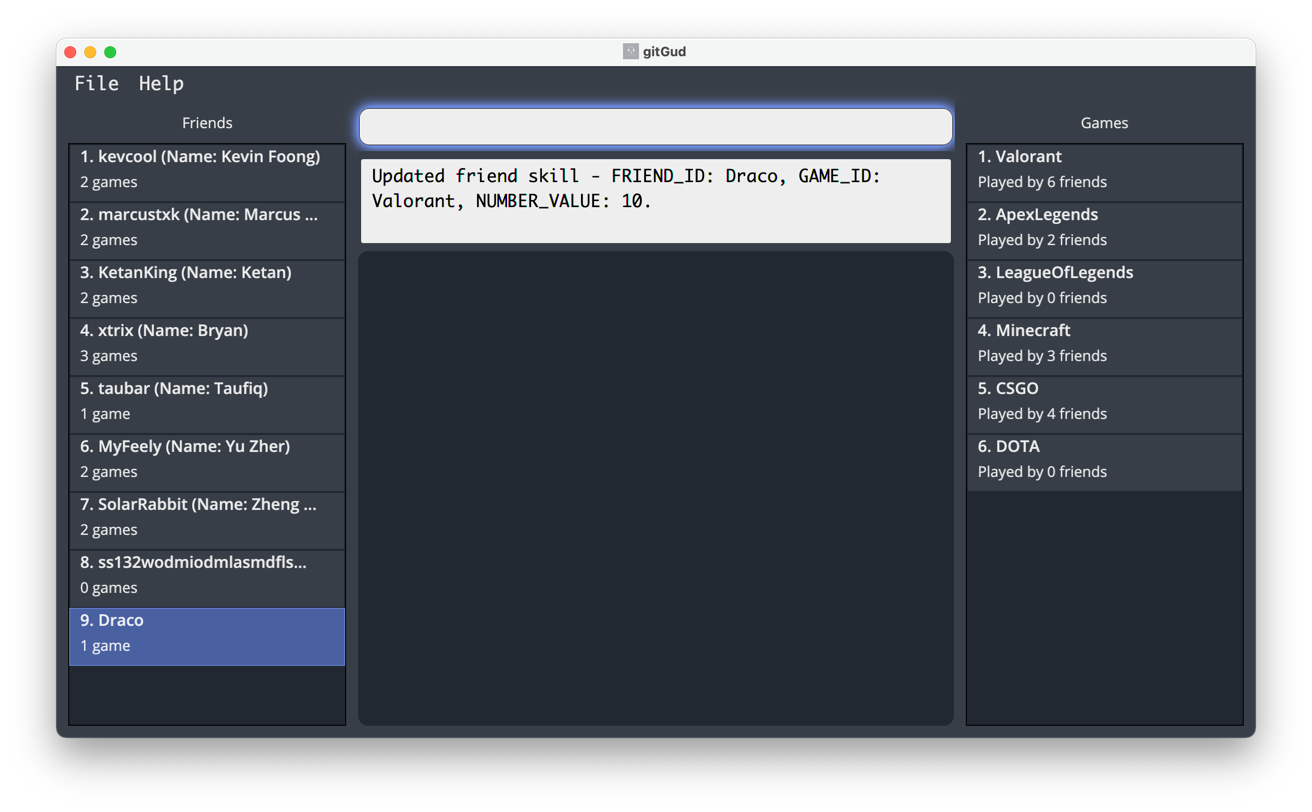 gitGud
File Help
Friends
1. kevcool (Name: Kevin Foong)
2 games
2. marcustxk (Name: Marcus ...
2 games
3. KetanKing (Name: Ketan)
2 games
4. xtrix (Name: Bryan)
3 games
5. taubar (Name: Taufiq)
1 game
6. MyFeely (Name: Yu Zher)
2 games
7. SolarRabbit (Name: Zheng ...
2 games
8. ss132wodmiodmlasmdfls...
0 games
9. Draco
1 game
Updated friend skill - FRIEND_ID: Draco, GAME_ID:
Valorant, NUMBER_VALUE: 10.
Games
1. Valorant
Played by 6 friends
2. ApexLegends
Played by 2 friends
3. LeagueOfLegends
Played by 0 friends
4. Minecraft
Played by 3 friends
5. CSGO
Played by 4 friends
6. DOTA
Played by 0 friends